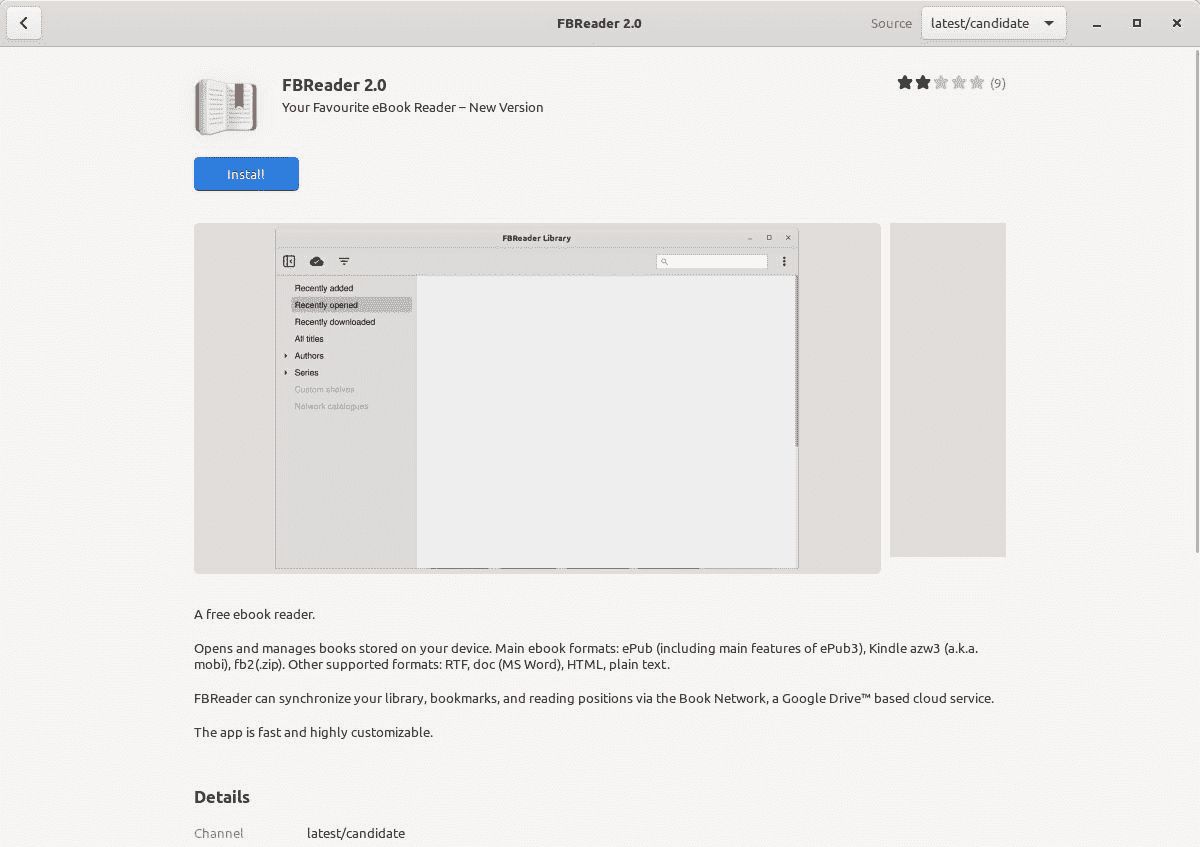 FBReader 2.0
Source latest/candidate
FBReader 2.0
Your Favourite eBook Reader – New Version
(9)
Install
FBReader Library
Recently added
Recently opened
Recently downloaded
All titles
Authors
Series
Custom shelves
Network catalogues
A free ebook reader.
Opens and manages books stored on your device. Main ebook formats: ePub (including main features of ePub3), Kindle azw3 (a.k.a.
mobi), fb2(.zip). Other supported formats: RTF, doc (MS Word), HTML, plain text.
FBReader can synchronize your library, bookmarks, and reading positions via the Book Network, a Google Drive™ based cloud service.
The app is fast and highly customizable.
Details
Channel latest/candidate